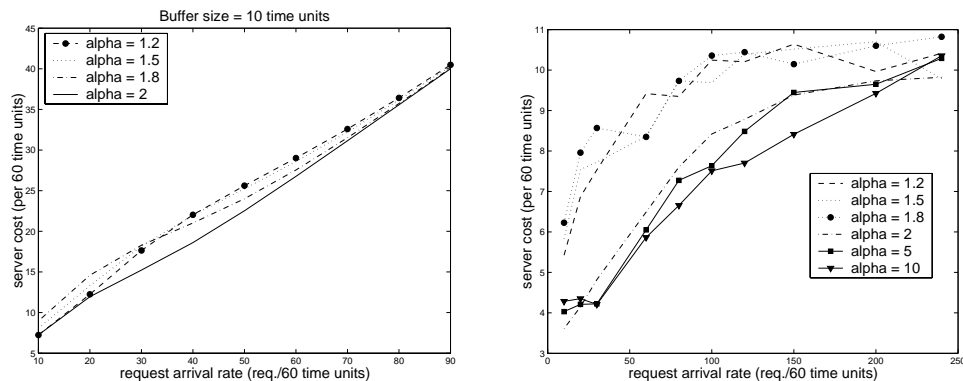 Buffer size = 10 time units
45
40
35
30
25
20
15
10
5
server cost (per 60 time units)
alpha = 1.2
alpha = 1.5
alpha = 1.8
alpha = 2
10 20 30 40 50 60 70 80 90
request arrival rate (req./60 time units)
11
10
9
8
7
6
5
4
3
server cost (per 60 time units)
alpha = 1.2
alpha = 1.5
alpha = 1.8
alpha = 2
alpha = 5
alpha = 10
0 50 100 150 200 250
request arrival rate (req./60 time units)